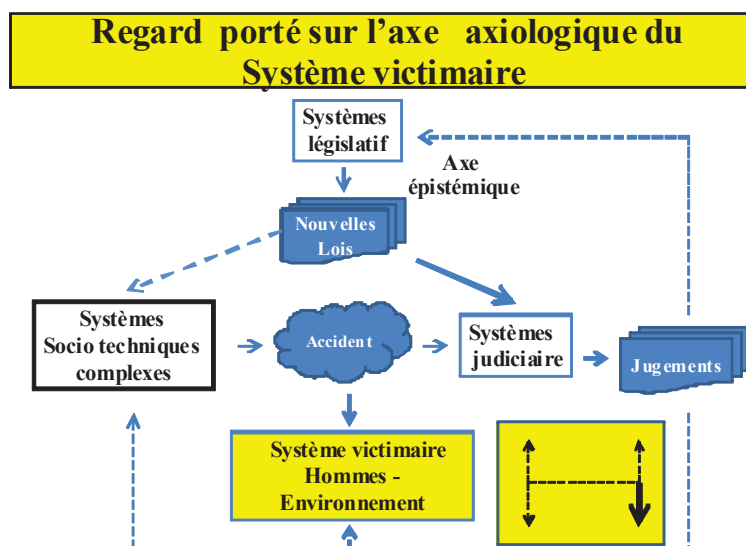 Regard porté sur l'axe axiologique du
Système victimaire
Systèmes
législatif
Axe
épistémique
Nouvelles
Lois
Systèmes
Socio techniques
complexes
Accident
Systèmes
judiciaire
Jugements
Système victimaire
Hommes -
Environnement